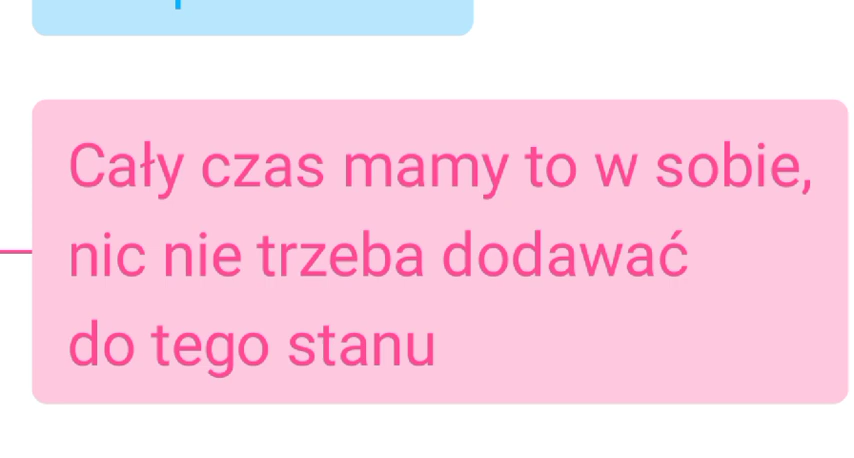 Cały czas mamy to w sobie,
nic nie trzeba dodawać
do tego stanu